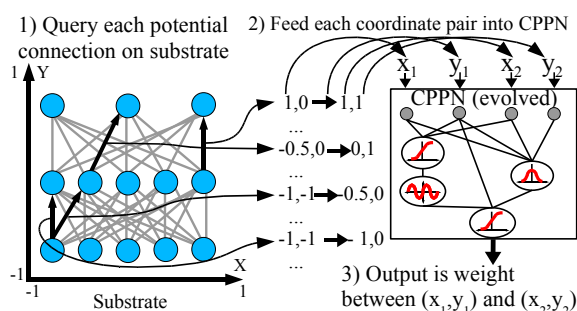 1) Query each potential
connection on substrate
2) Feed each coordinate pair into CPPN
1 Y
x1 y1 x2 y2
CPPN (evolved)
1,0 1,1
...
-0.5,0 0,1
...
-1,-1 -0.5,0
...
-1,-1 -1,0
...
-1
-1 X 1
Substrate
3) Output is weight
between (x1,y1) and (x2,y2)